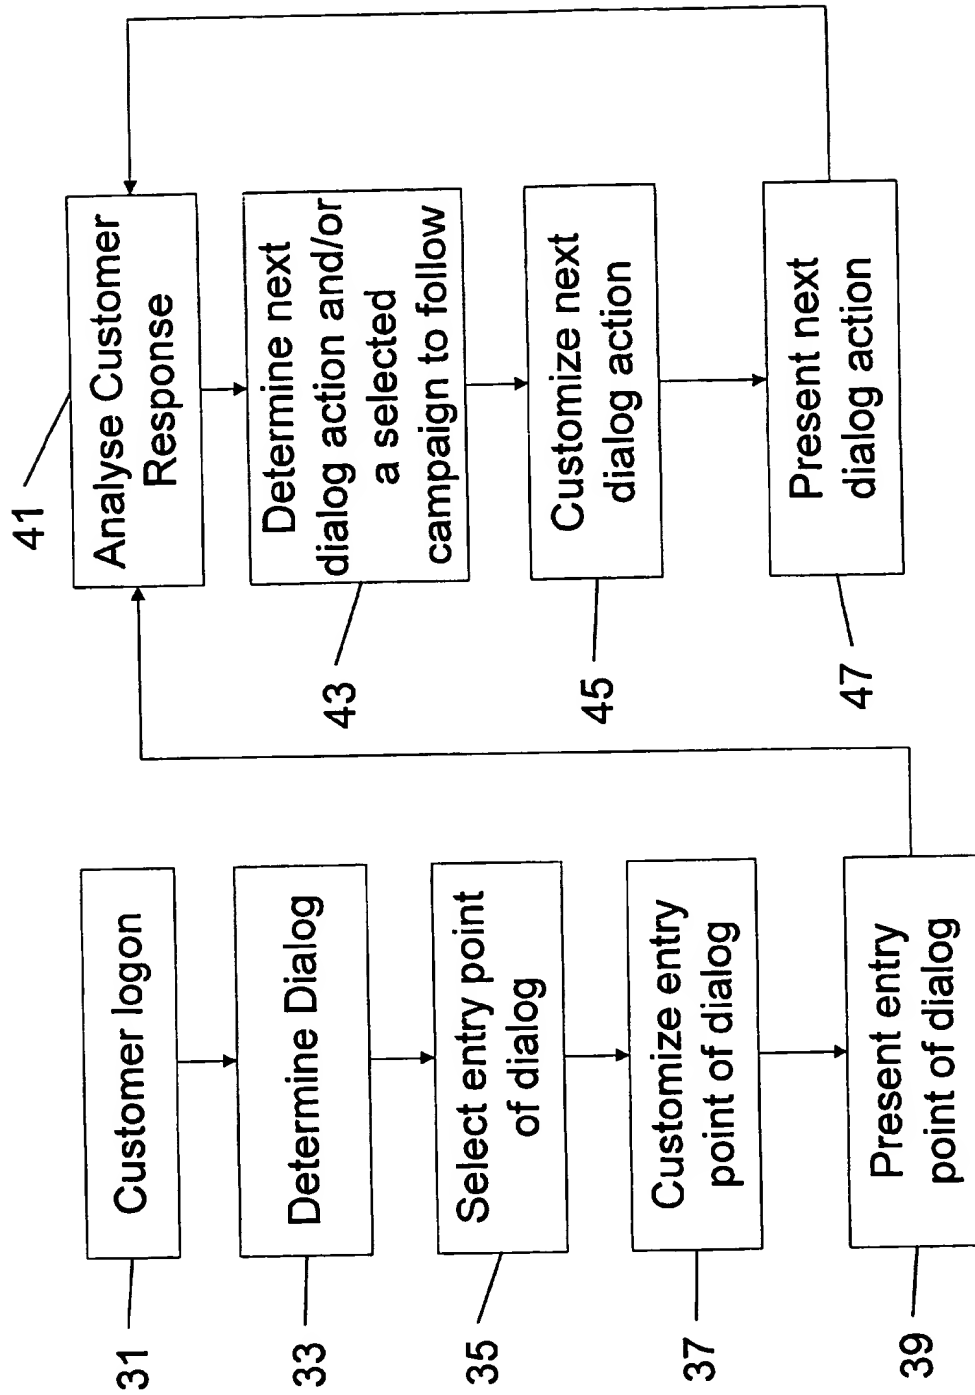 31
Customer logon
33
Determine Dialog
35
Select entry point
of dialog
37
Customize entry
point of dialog
39
Present entry
point of dialog
41
Analyse Customer
Response
43
Determine next
dialog action and/or
a selected
campaign to follow
45
Customize next
dialog action
47
Present next
dialog action